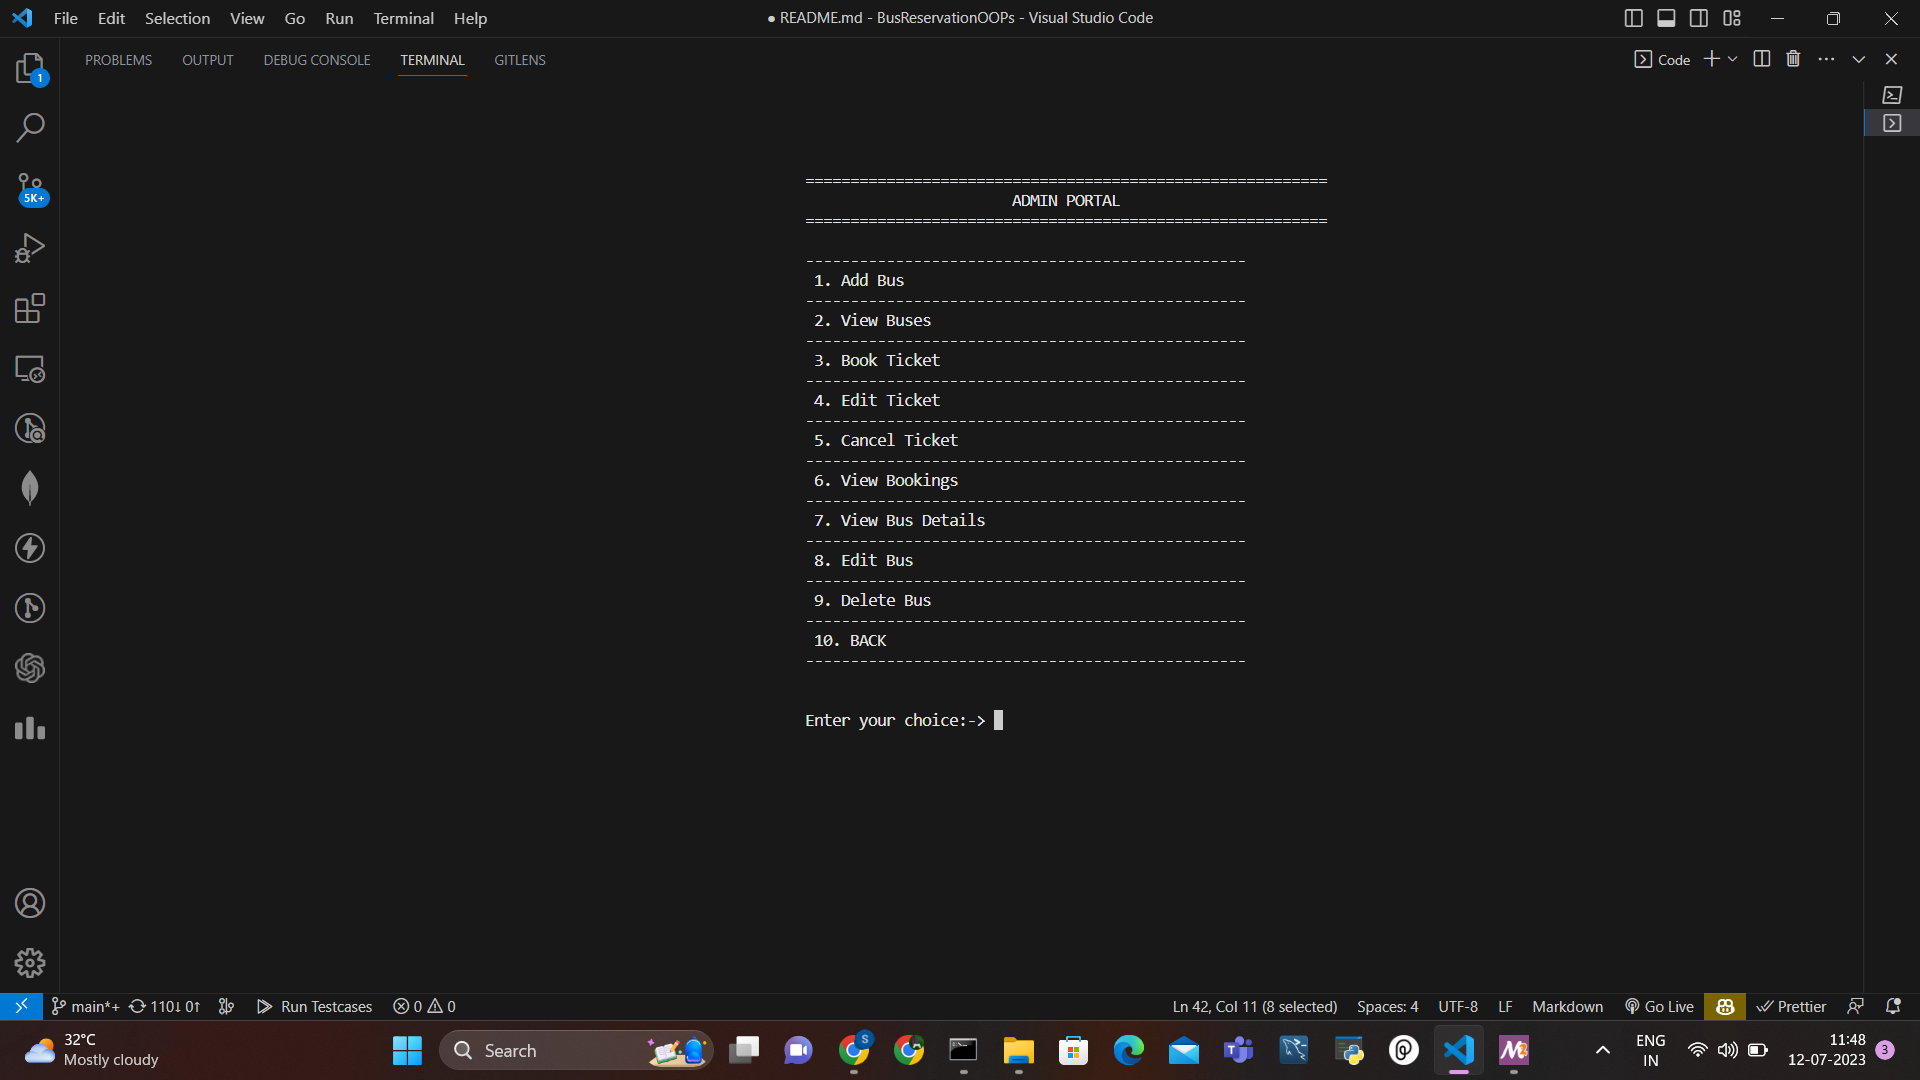 File Edit Selection View Go Run Terminal Help
● README.md - BusReservationOOPs - Visual Studio Code
PROBLEMS OUTPUT DEBUG CONSOLE TERMINAL GITLENS
Code
1
5K+
==========================================================
ADMIN PORTAL
==========================================================
-------------------------------------------------
1. Add Bus
-------------------------------------------------
2. View Buses
-------------------------------------------------
3. Book Ticket
-------------------------------------------------
4. Edit Ticket
-------------------------------------------------
5. Cancel Ticket
-------------------------------------------------
6. View Bookings
-------------------------------------------------
7. View Bus Details
-------------------------------------------------
8. Edit Bus
-------------------------------------------------
9. Delete Bus
-------------------------------------------------
10. BACK
-------------------------------------------------
Enter your choice:->
main*+ 110↓ 0↑ Run Testcases 0 0 Ln 42, Col 11 (8 selected) Spaces: 4 UTF-8 LF Markdown Go Live Prettier
32°C
Mostly cloudy
Search
S
ENG
IN
11:48
12-07-2023
3